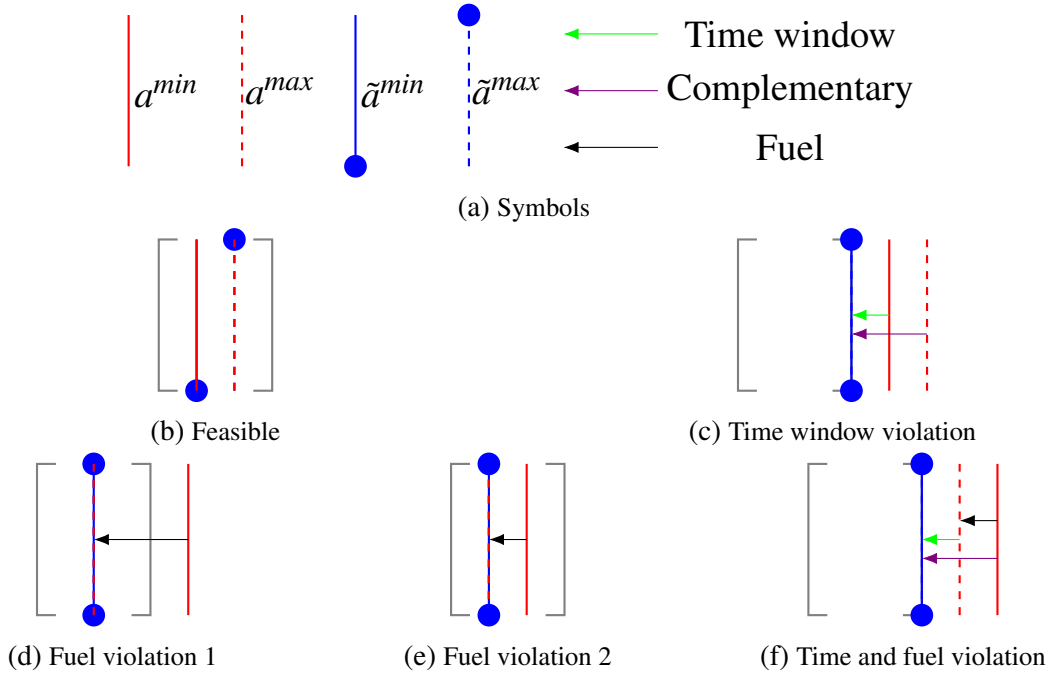 Time window
a^min a^max ã^min ã^max Complementary
Fuel
(a) Symbols
(b) Feasible (c) Time window violation
(d) Fuel violation 1 (e) Fuel violation 2 (f) Time and fuel violation